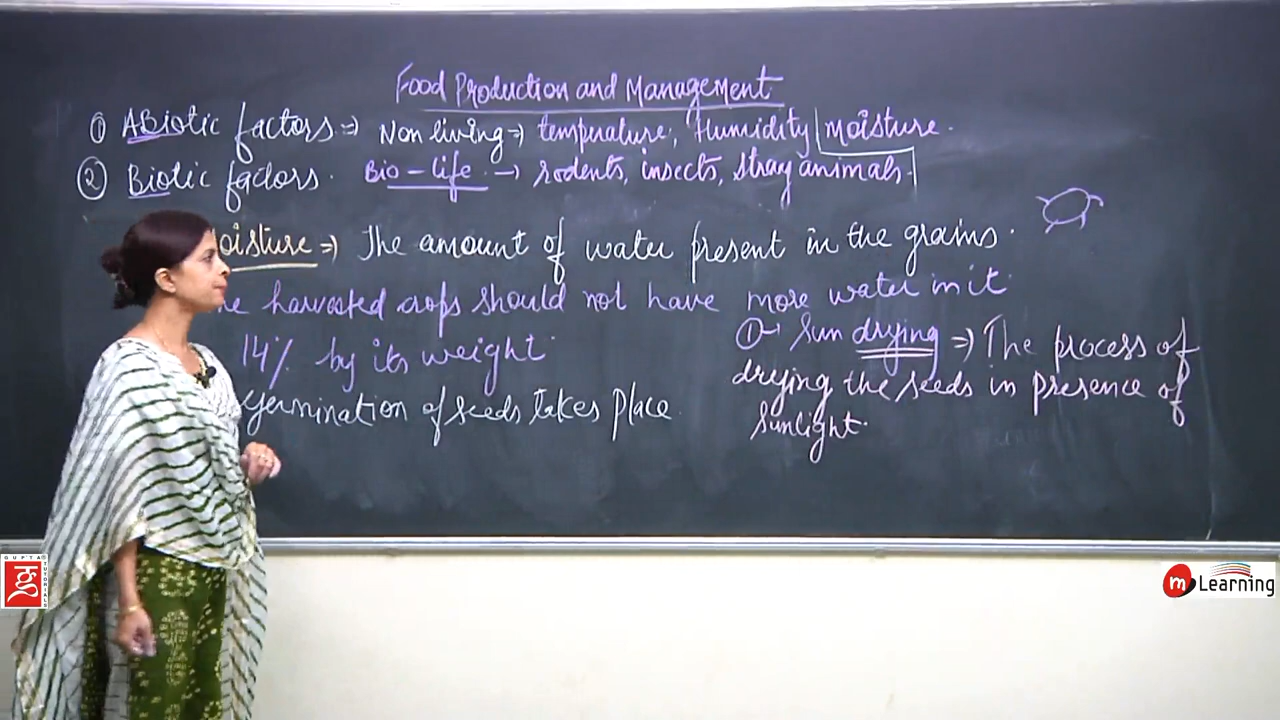 Food Production and Management
① ABiotic factors ⇒ Non living ⇒ temperature, Humidity moisture.
② Biotic factors. Bio - life → rodents, insects, stray animals.
oisture ⇒ The amount of water present in the grains.
e harvested crops should not have more water in it
14% by its weight.
germination of seeds takes place.
①→ Sun drying ⇒ The process of
drying the seeds in presence of
sunlight.
GUPTA TUTORIALS
m Learning